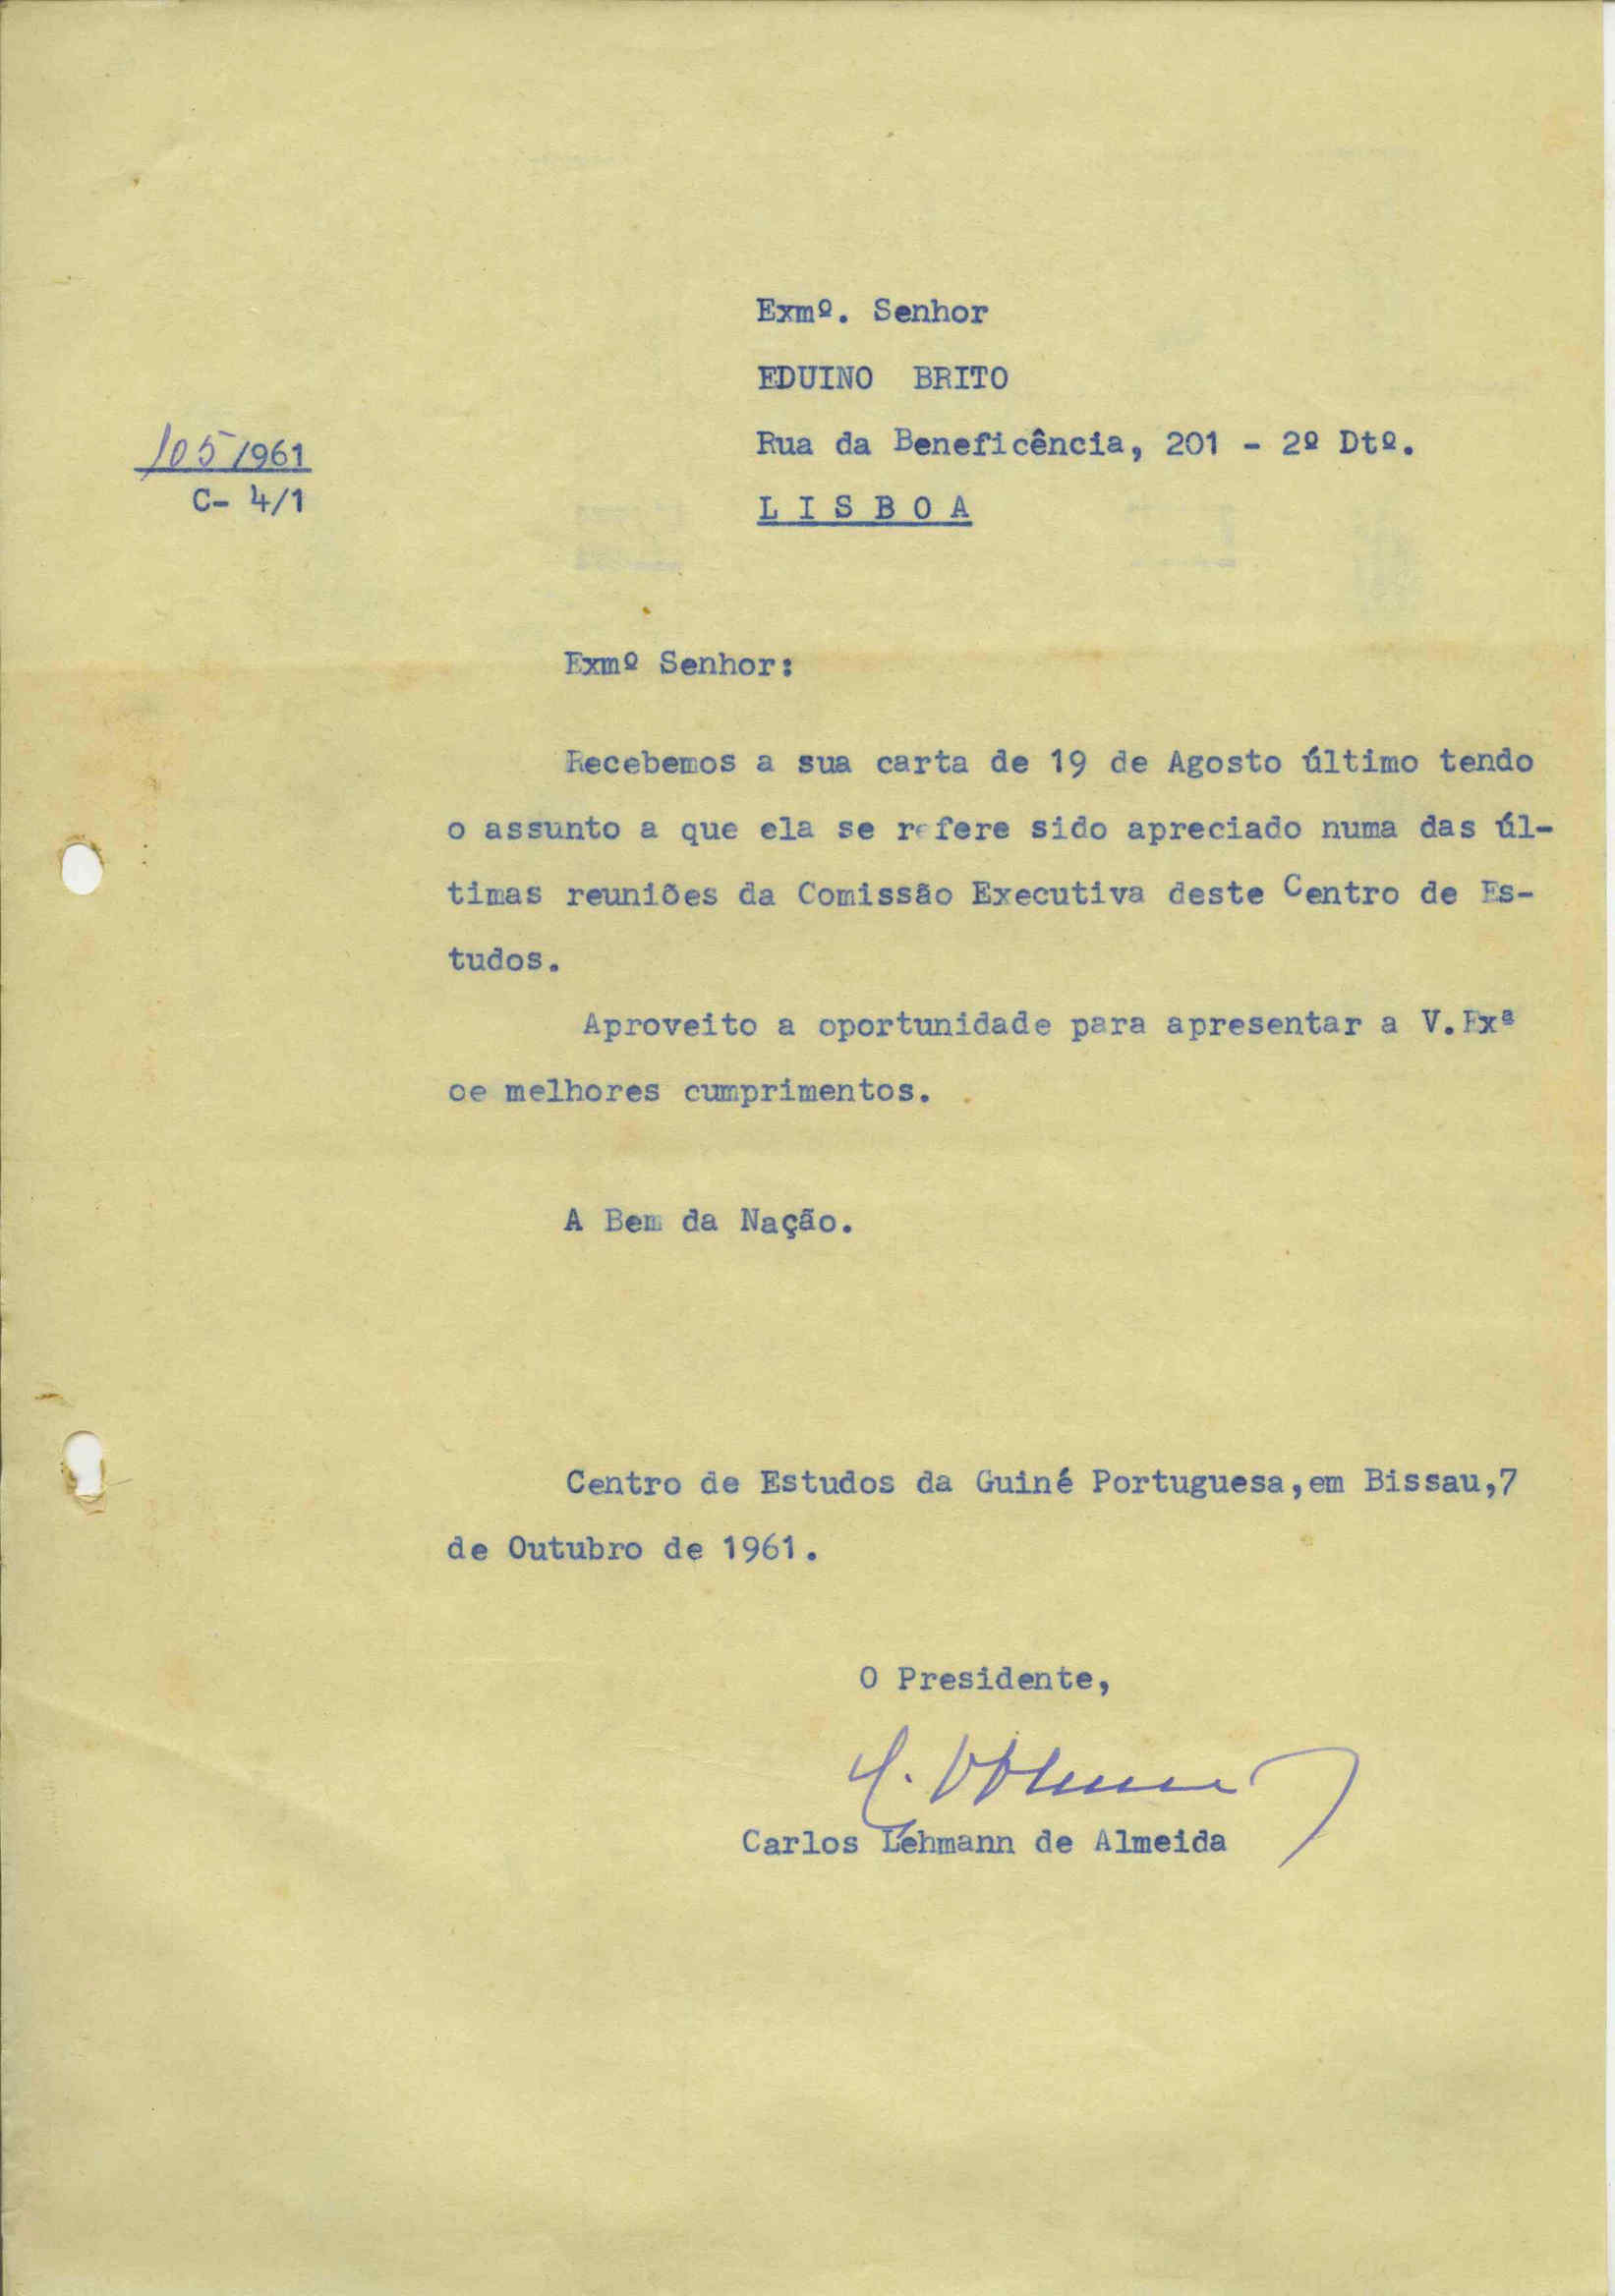 Exmº. Senhor
EDUINO BRITO
Rua da Beneficência, 201 - 2º Dtº.
L I S B O A
105/961
C- 4/1
Exmº Senhor:
Recebemos a sua carta de 19 de Agosto último tendo
o assunto a que ela se refere sido apreciado numa das úl-
timas reuniões da Comissão Executiva deste Centro de Es-
tudos.
Aproveito a oportunidade para apresentar a V.Exª
oe melhores cumprimentos.
A Bem da Nação.
Centro de Estudos da Guiné Portuguesa,em Bissau,7
de Outubro de 1961.
O Presidente,
Carlos Lehmann de Almeida